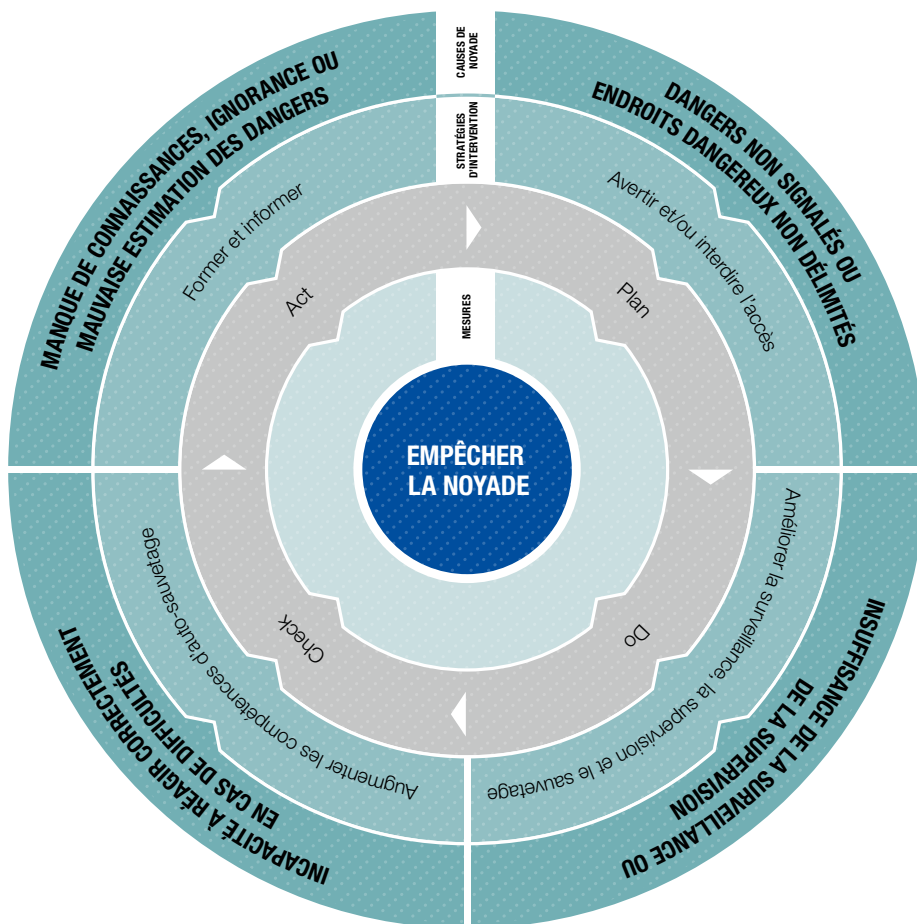 CAUSES DE
NOYADE
STRATÉGIES
D'INTERVENTION
MESURES
MANQUE DE CONNAISSANCES, IGNORANCE OU
MAUVAISE ESTIMATION DES DANGERS
Former et informer
Act
DANGERS NON SIGNALÉS OU
ENDROITS DANGEREUX NON DÉLIMITÉS
Avertir et/ou interdire l'accès
Plan
EMPÊCHER
LA NOYADE
INSUFFISANCE DE LA SURVEILLANCE OU
DE LA SUPERVISION
Améliorer la surveillance, la supervision et le sauvetage
Do
INCAPACITÉ À RÉAGIR CORRECTEMENT
EN CAS DE DIFFICULTÉS
Augmenter les compétences d'auto-sauvetage
Check